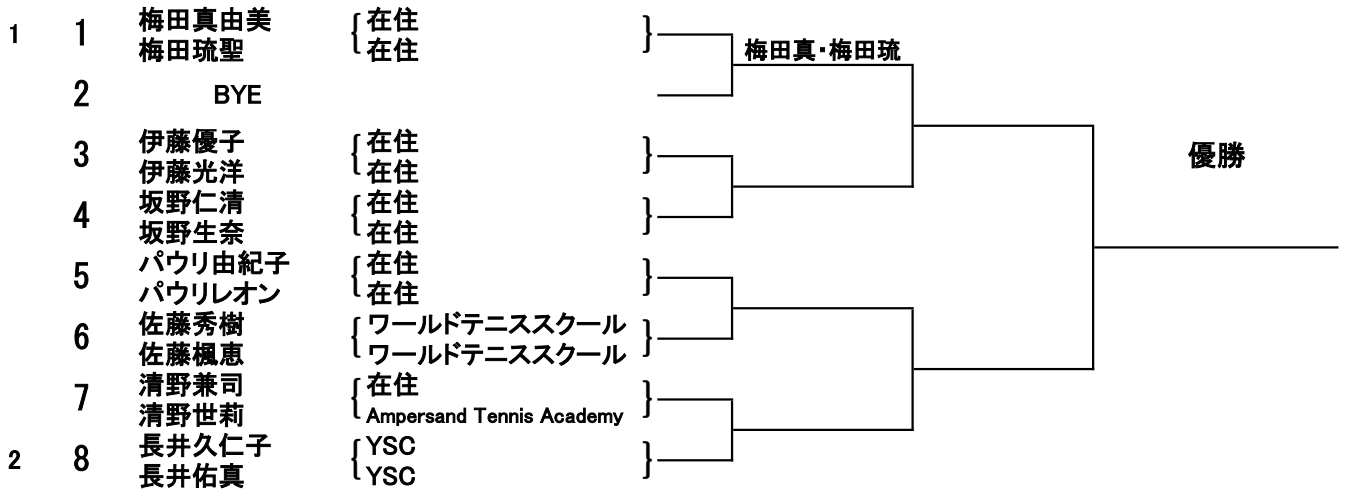 1 1 梅田真由美 在住
梅田琉聖 在住
梅田真・梅田琉
2 BYE
3 伊藤優子 在住
伊藤光洋 在住
優勝
4 坂野仁清 在住
坂野生奈 在住
5 パウリ由紀子 在住
パウリレオン 在住
6 佐藤秀樹 ワールドテニススクール
佐藤楓恵 ワールドテニススクール
7 清野兼司 在住
清野世莉 Ampersand Tennis Academy
2 8 長井久仁子 YSC
長井佑真 YSC